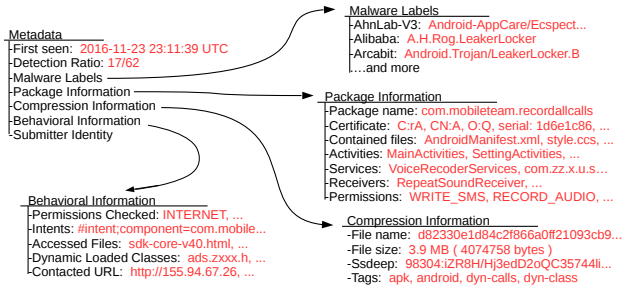 Metadata
-First seen: 2016-11-23 23:11:39 UTC
-Detection Ratio: 17/62
-Malware Labels
-Package Information
-Compression Information
-Behavioral Information
-Submitter Identity
Malware Labels
-AhnLab-V3: Android-AppCare/Ecspect...
-Alibaba: A.H.Rog.LeakerLocker
-Arcabit: Android.Trojan/LeakerLocker.B
....and more
Package Information
-Package name: com.mobileteam.recordallcalls
-Certificate: C:rA, CN:A, O:Q, serial: 1d6e1c86, ...
-Contained files: AndroidManifest.xml, style.ccs, ...
-Activities: MainActivities, SettingActivities, ...
-Services: VoiceRecoderServices, com.zz.x.u.s...
-Receivers: RepeatSoundReceiver, ...
-Permissions: WRITE_SMS, RECORD_AUDIO, ...
Behavioral Information
-Permissions Checked: INTERNET, ...
-Intents: #intent;component=com.mobile...
-Accessed Files: sdk-core-v40.html, ...
-Dynamic Loaded Classes: ads.zxxx.h, ...
-Contacted URL: http://155.94.67.26, ...
Compression Information
-File name: d82330e1d84c2f866a0ff21093cb9...
-File size: 3.9 MB ( 4074758 bytes )
-Ssdeep: 98304:iZR8H/Hj3edD2oQC35744li...
-Tags: apk, android, dyn-calls, dyn-class